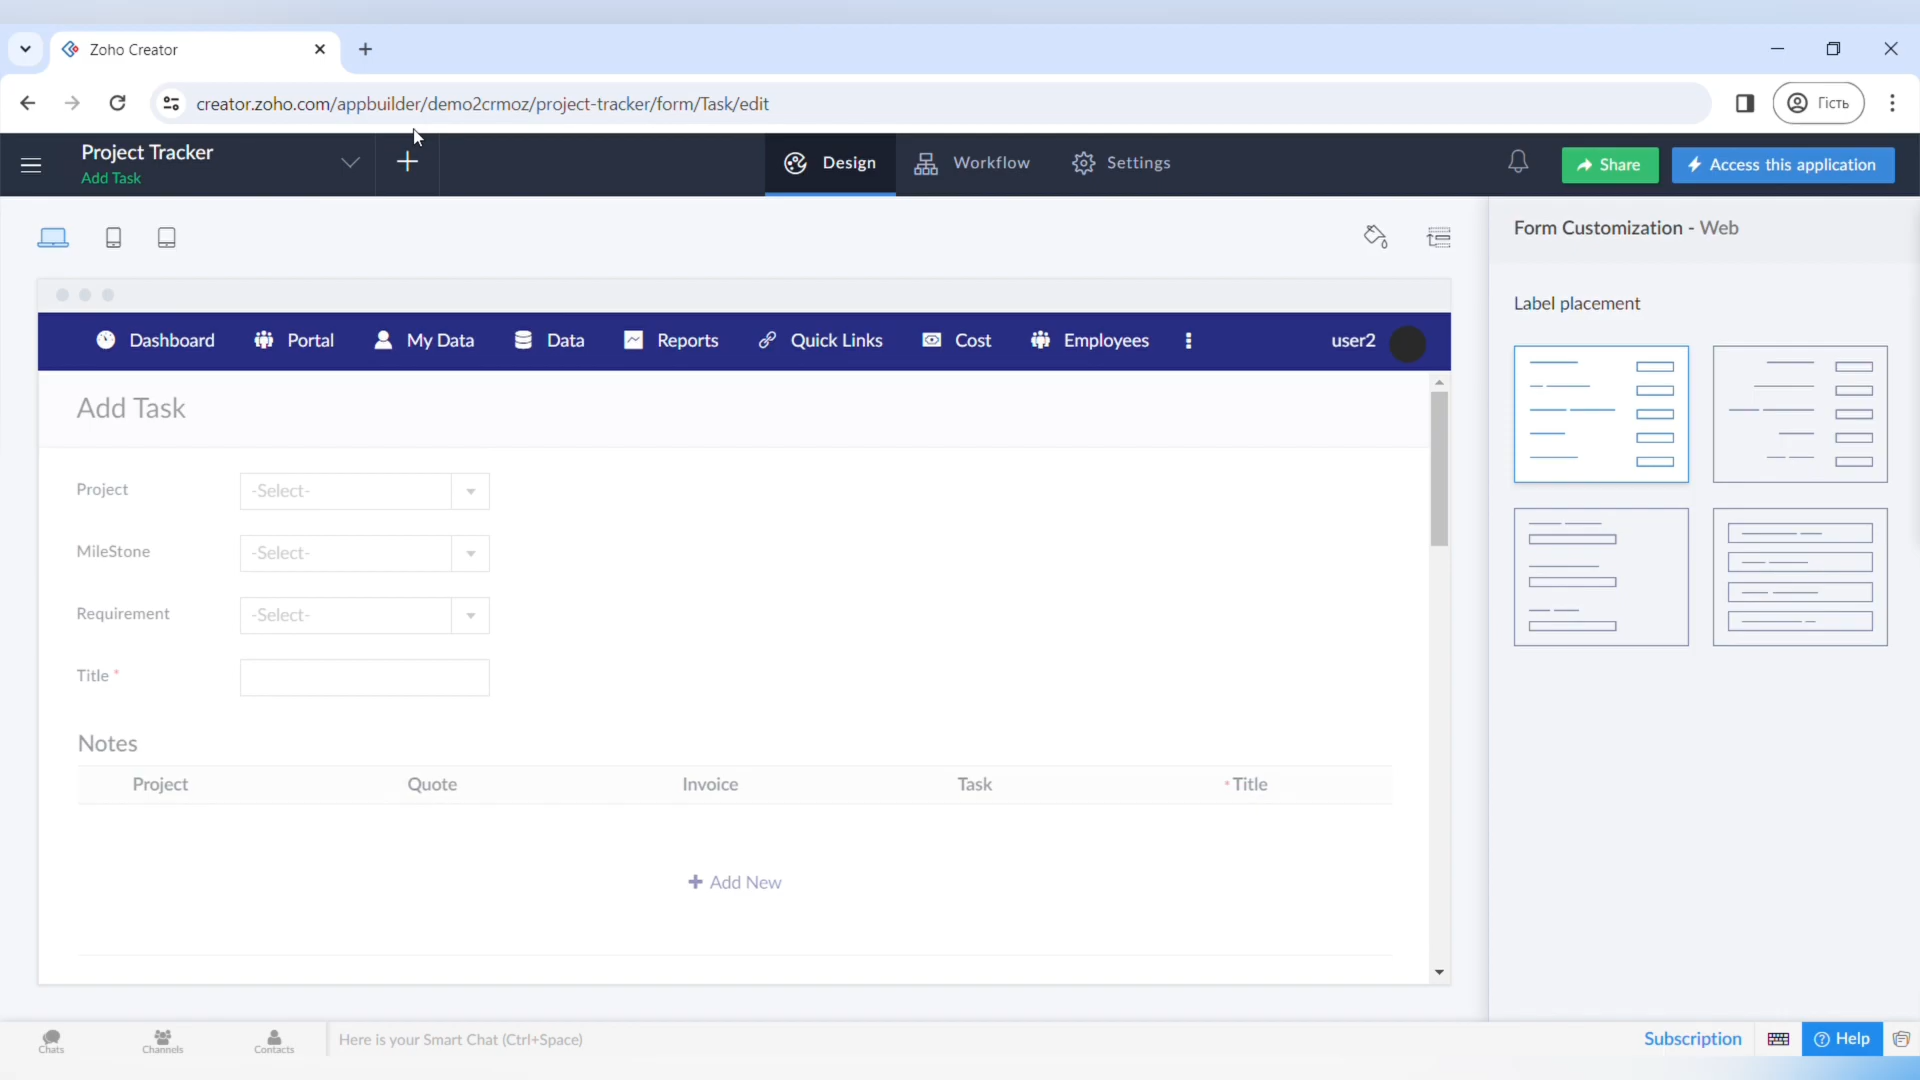 Zoho Creator
creator.zoho.com/appbuilder/demo2crmoz/project-tracker/form/Task/edit
Гість
Project Tracker
Add Task
Design
Workflow
Settings
Share
Access this application
Form Customization - Web
Label placement
Dashboard
Portal
My Data
Data
Reports
Quick Links
Cost
Employees
user2
Add Task
Project
-Select-
MileStone
-Select-
Requirement
-Select-
Title *
Notes
Project
Quote
Invoice
Task
* Title
+ Add New
Chats
Channels
Contacts
Here is your Smart Chat (Ctrl+Space)
Subscription
? Help